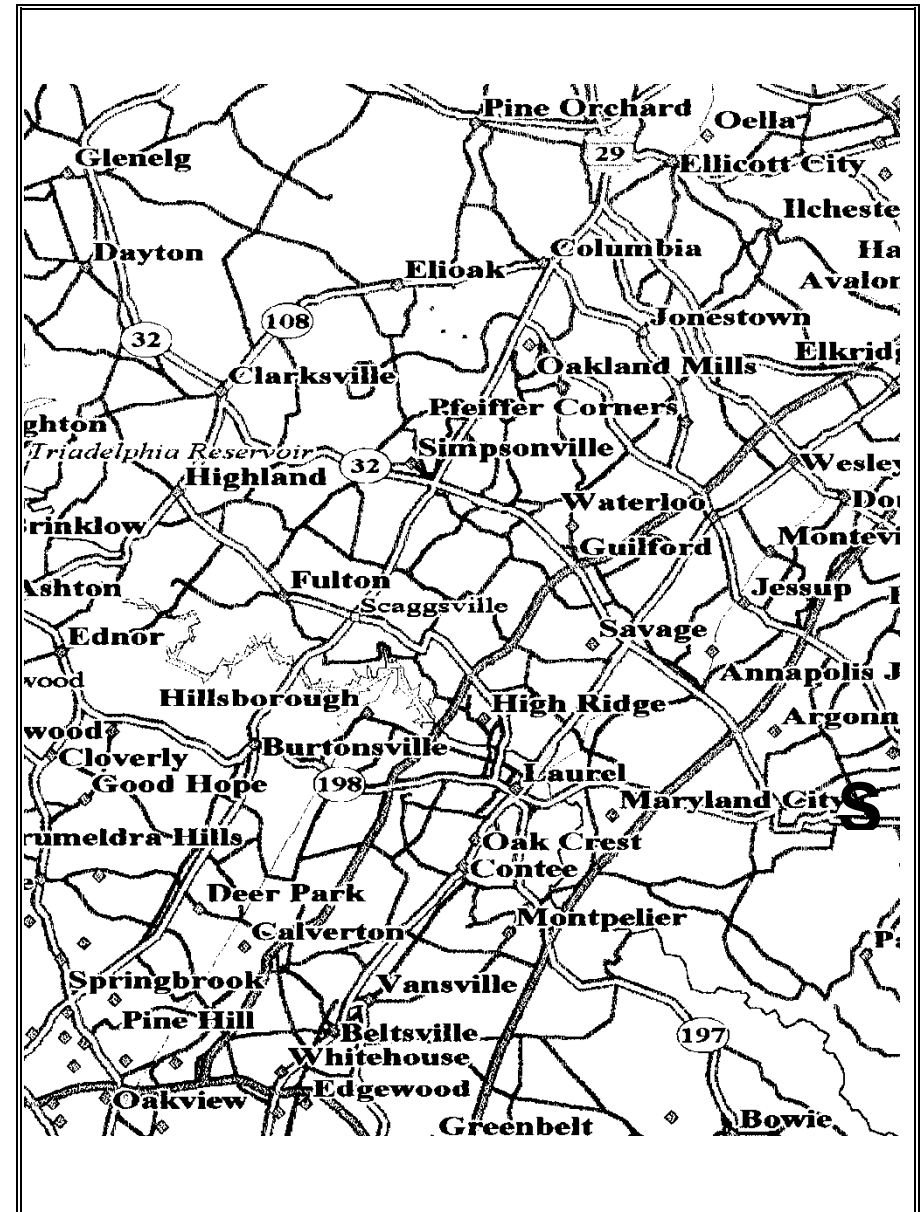 Pine Orchard
Oella
29
Glenelg
Ellicott City
Ilcheste
Columbia
Ha
Dayton
Elioak
Avalon
108
Jonestown
32
Elkridg
Clarksville
Oakland Mills
Pfeiffer Corners
ghton
Triadelphia Reservoir
Simpsonville
32
Wesley
Highland
Waterloo
Dor
rinklow
Guilford
Montevi
Ashton
Fulton
Jessup
Scaggsville
Ednor
Savage
Annapolis J
wood
Hillsborough
High Ridge
Argonn
wood
Burtonsville
Cloverly
Good Hope
198
Laurel
Maryland City
S
rumeldra Hills
Oak Crest
Contee
Deer Park
Montpelier
Calverton
Pa
Springbrook
Vansville
Pine Hill
Beltsville
197
Whitehouse
Edgewood
Oakview
Greenbelt
Bowie